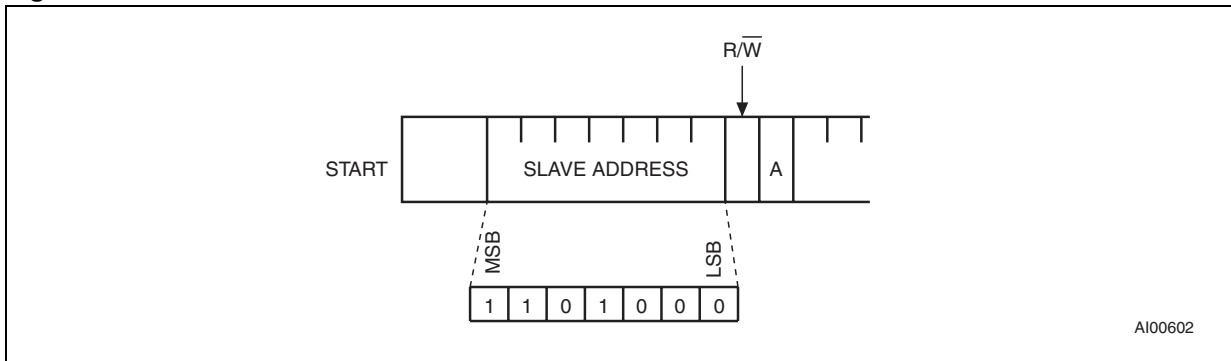 R/W̅
START
SLAVE ADDRESS
A
MSB
LSB
1 1 0 1 0 0 0
AI00602